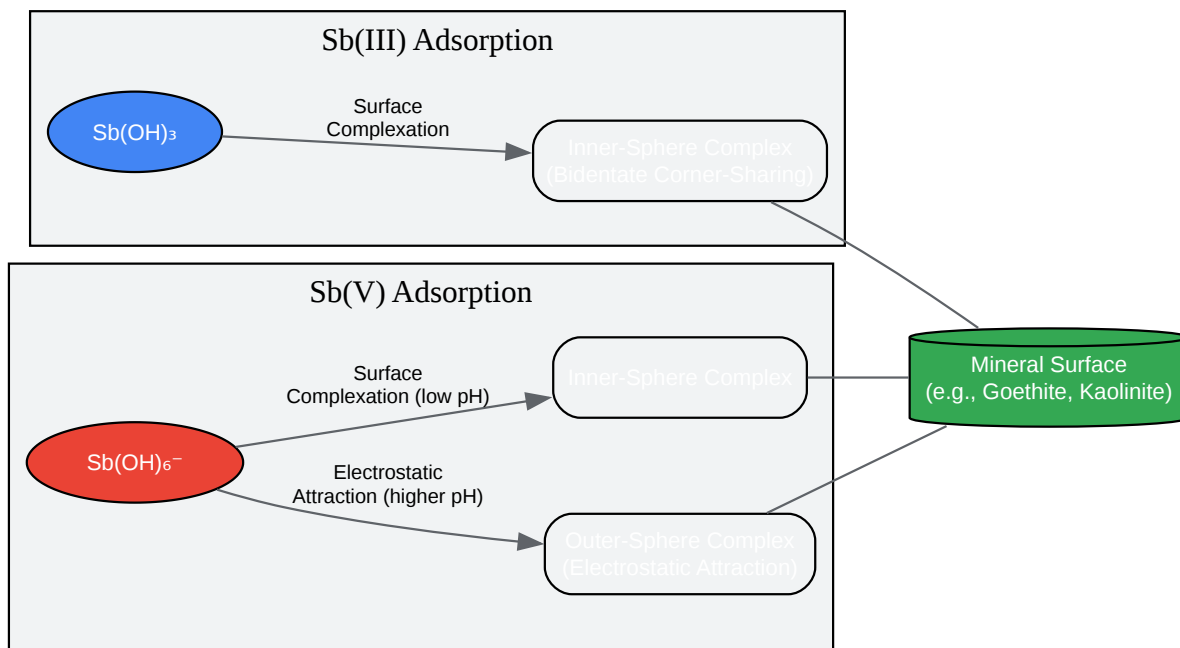 Sb(III) Adsorption
Sb(OH)₃
Surface
Complexation
Inner-Sphere Complex
(Bidentate Corner-Sharing)
Sb(V) Adsorption
Sb(OH)₆⁻
Surface
Complexation (low pH)
Inner-Sphere Complex
Electrostatic
Attraction (higher pH)
Outer-Sphere Complex
(Electrostatic Attraction)
Mineral Surface
(e.g., Goethite, Kaolinite)